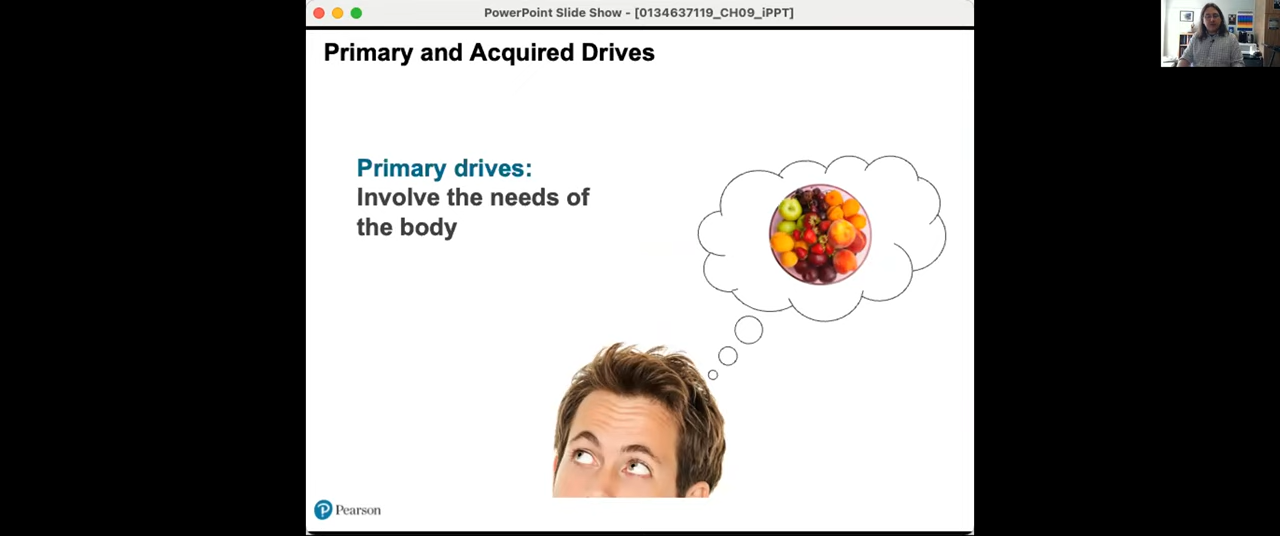 PowerPoint Slide Show - [0134637119_CH09_iPPT]
Primary and Acquired Drives
Primary drives:
Involve the needs of
the body
Pearson